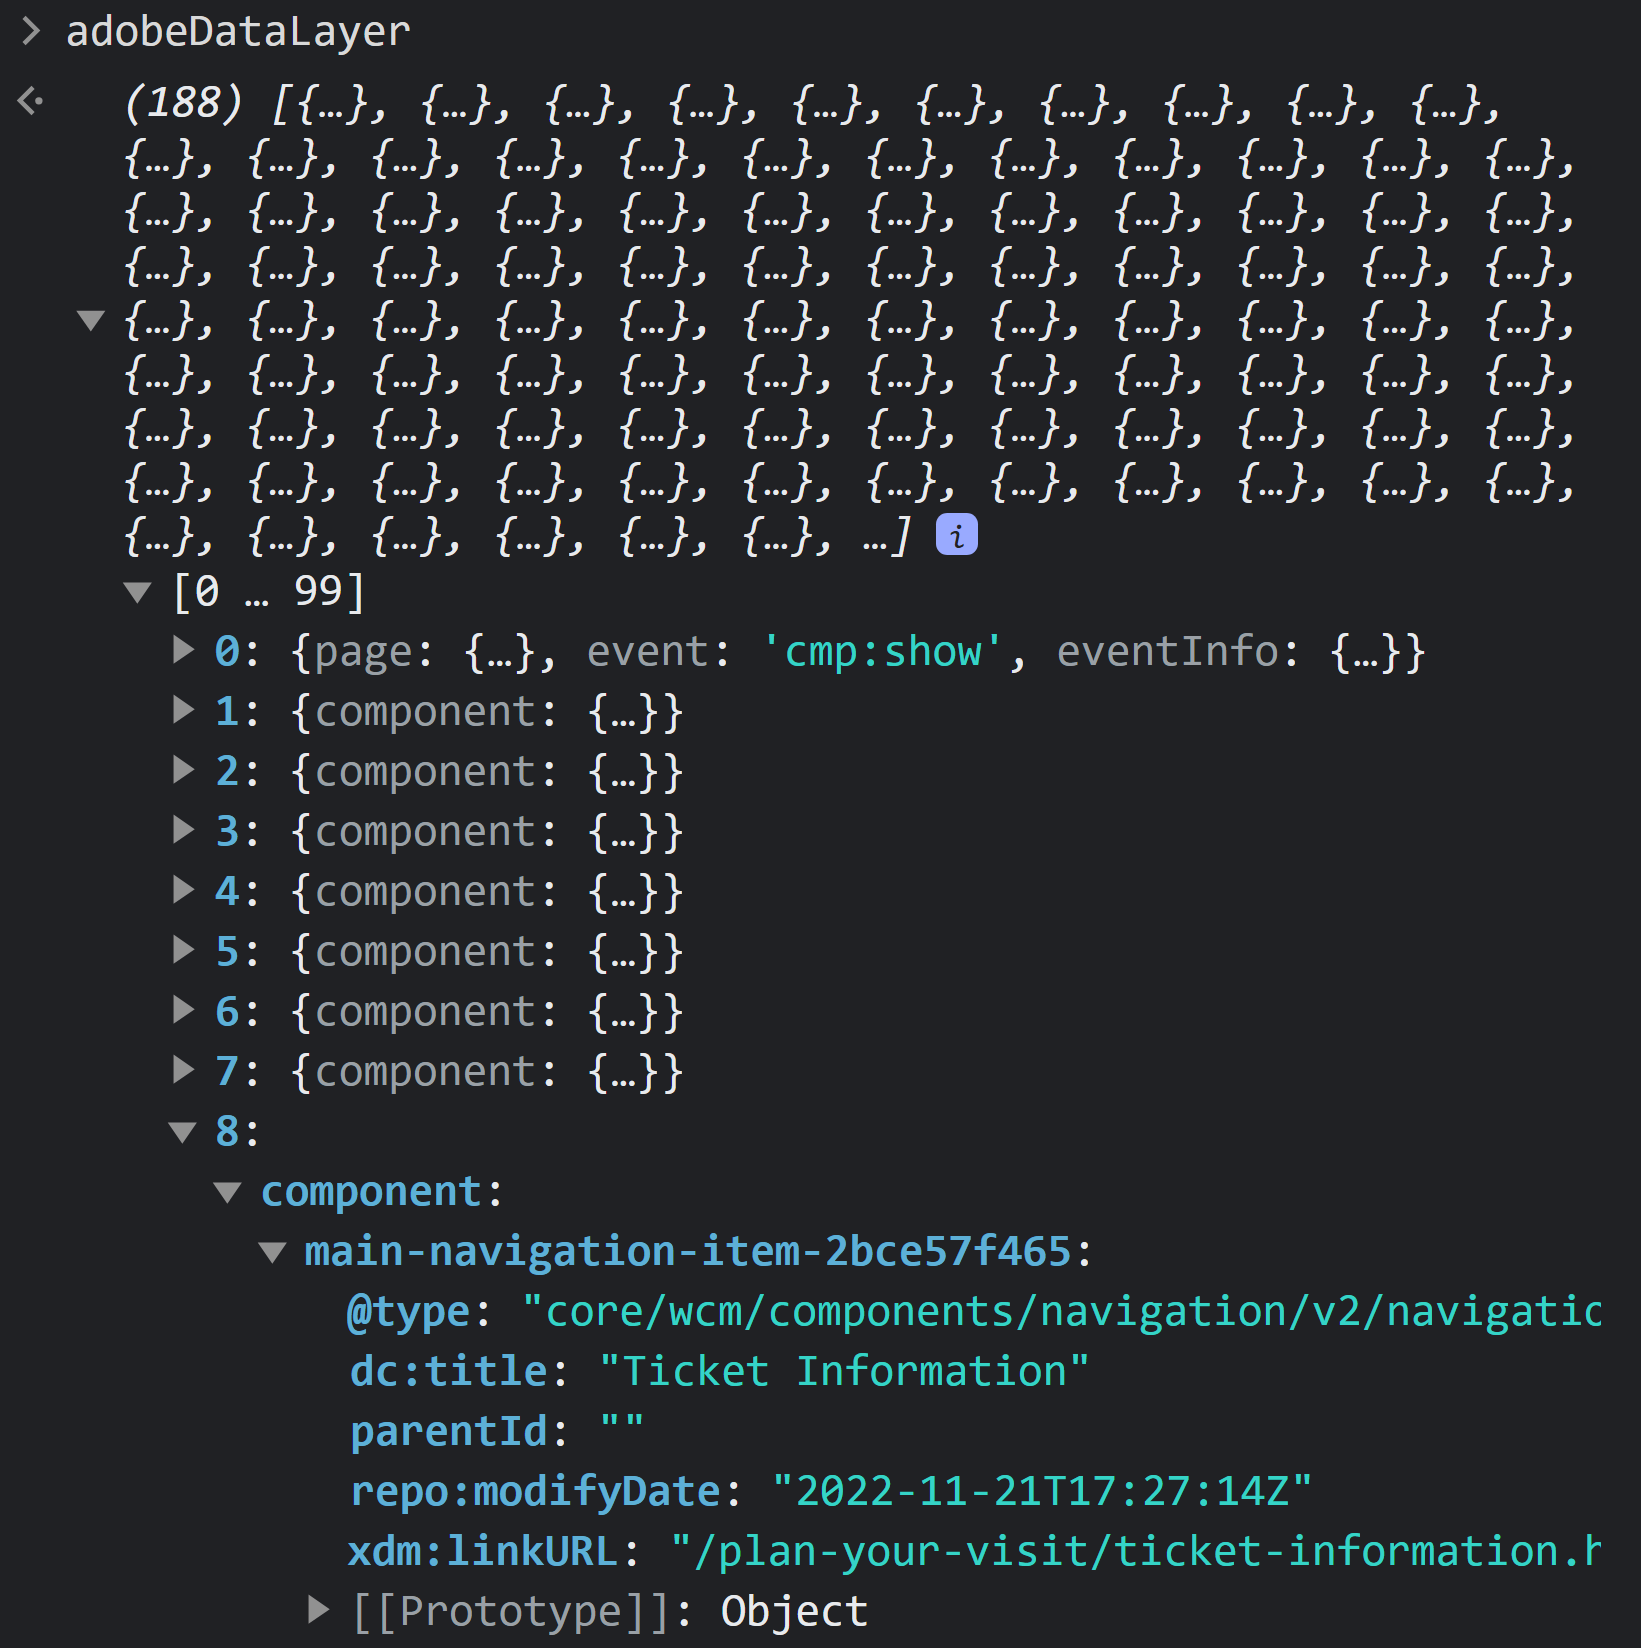 > adobeDataLayer
(188) [{…}, {…}, {…}, {…}, {…}, {…}, {…}, {…}, {…}, {…},
{…}, {…}, {…}, {…}, {…}, {…}, {…}, {…}, {…}, {…}, {…}, {…},
{…}, {…}, {…}, {…}, {…}, {…}, {…}, {…}, {…}, {…}, {…}, {…},
{…}, {…}, {…}, {…}, {…}, {…}, {…}, {…}, {…}, {…}, {…}, {…},
{…}, {…}, {…}, {…}, {…}, {…}, {…}, {…}, {…}, {…}, {…}, {…},
{…}, {…}, {…}, {…}, {…}, {…}, {…}, {…}, {…}, {…}, {…}, {…},
{…}, {…}, {…}, {…}, {…}, {…}, {…}, {…}, {…}, {…}, {…}, {…},
{…}, {…}, {…}, {…}, {…}, {…}, {…}, {…}, {…}, {…}, {…}, {…},
{…}, {…}, {…}, {…}, {…}, {…}, …] i
[0 … 99]
0: {page: {…}, event: 'cmp:show', eventInfo: {…}}
1: {component: {…}}
2: {component: {…}}
3: {component: {…}}
4: {component: {…}}
5: {component: {…}}
6: {component: {…}}
7: {component: {…}}
8:
component:
main-navigation-item-2bce57f465:
@type: "core/wcm/components/navigation/v2/navigatio
dc:title: "Ticket Information"
parentId: ""
repo:modifyDate: "2022-11-21T17:27:14Z"
xdm:linkURL: "/plan-your-visit/ticket-information.h
[[Prototype]]: Object